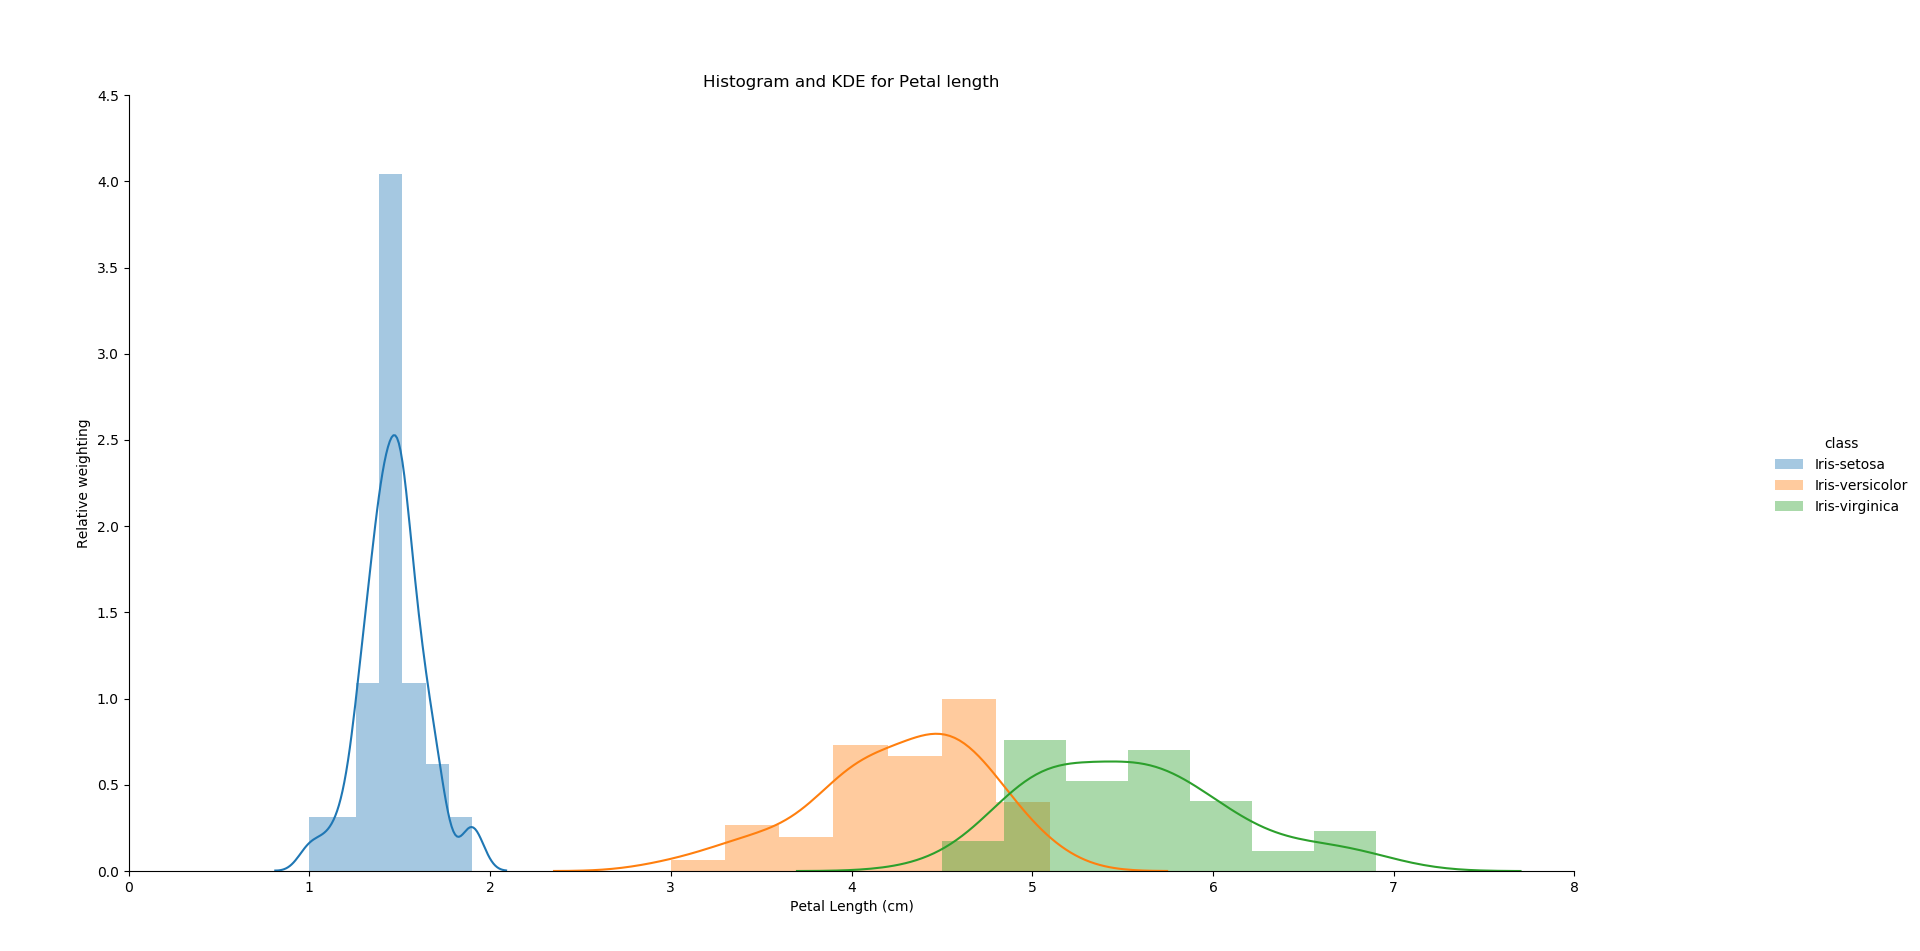 Histogram and KDE for Petal length
4.5
4.0
3.5
3.0
2.5
2.0
1.5
1.0
0.5
0.0
Relative weighting
0 1 2 3 4 5 6 7 8
Petal Length (cm)
class
Iris-setosa
Iris-versicolor
Iris-virginica